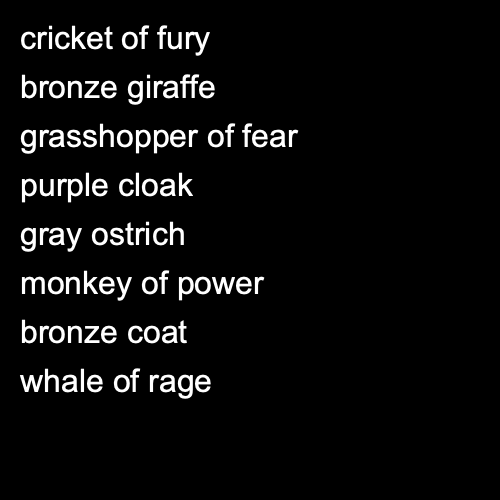 cricket of fury
bronze giraffe
grasshopper of fear
purple cloak
gray ostrich
monkey of power
bronze coat
whale of rage